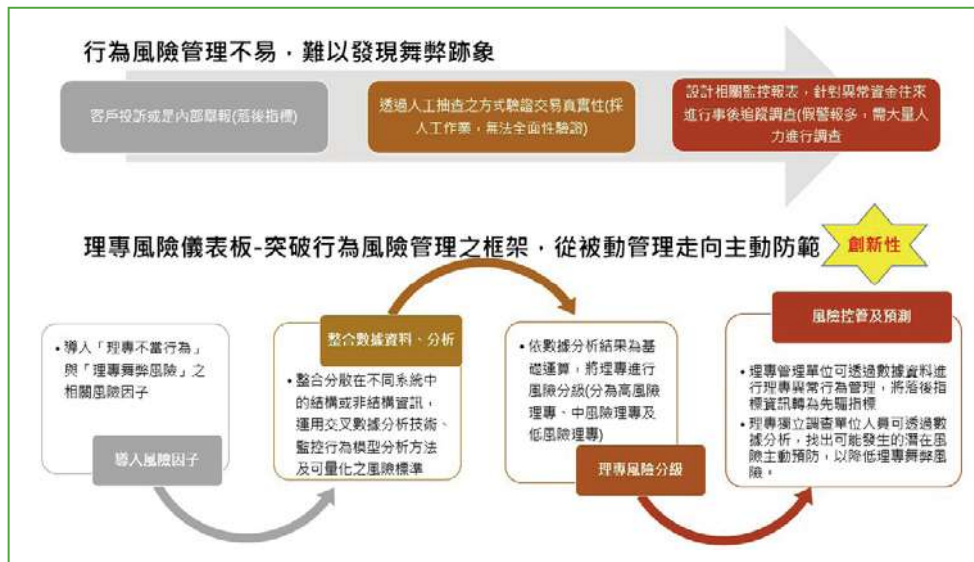 行為風險管理不易，難以發現舞弊跡象
客戶投訴或是內部舉報(落後指標)
透過人工抽查之方式驗證交易真實性(採
人工作業，無法全面性驗證)
設計相關監控報表，針對異常資金往來
進行事後追蹤調查(假警報多，需大量人
力進行調查
理專風險儀表板-突破行為風險管理之框架，從被動管理走向主動防範
創新性
• 導入「理專不當行為」
與「理專舞弊風險」之
相關風險因子
導入風險因子
整合數據資料、分析
• 整合分散在不同系統中
的結構或非結構資訊，
運用交叉數據分析技術、
監控行為模型分析方法
及可量化之風險標準
• 依數據分析結果為基
礎運算，將理專進行
風險分級(分為高風險
理專、中風險理專及
低風險理專)
理專風險分級
風險控管及預測
• 理專管理單位可透過數據資料進
行理專異常行為管理，將落後指
標資訊轉為先驅指標
• 理專獨立調查單位人員可透過數
據分析，找出可能發生的潛在風
險主動預防，以降低理專舞弊風
險。